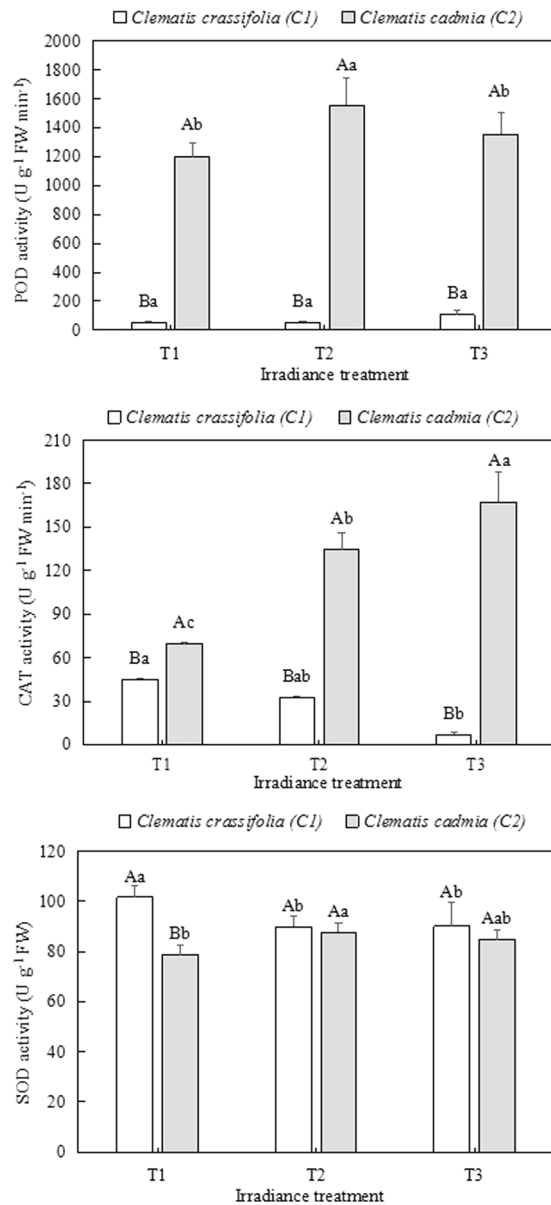 Clematis crassifolia (C1) Clematis cadmia (C2)
POD activity (U g⁻¹ FW min⁻¹)
2000
1800
1600
1400
1200
1000
800
600
400
200
0
Ba Ab Ba Aa Ba Ab
T1 T2 T3
Irradiance treatment
Clematis crassifolia (C1) Clematis cadmia (C2)
CAT activity (U g⁻¹ FW min⁻¹)
210
180
150
120
90
60
30
0
Ba Ac Bab Ab Bb Aa
T1 T2 T3
Irradiance treatment
Clematis crassifolia (C1) Clematis cadmia (C2)
SOD activity (U g⁻¹ FW)
120
100
80
60
40
20
0
Aa Bb Ab Aa Ab Aab
T1 T2 T3
Irradiance treatment